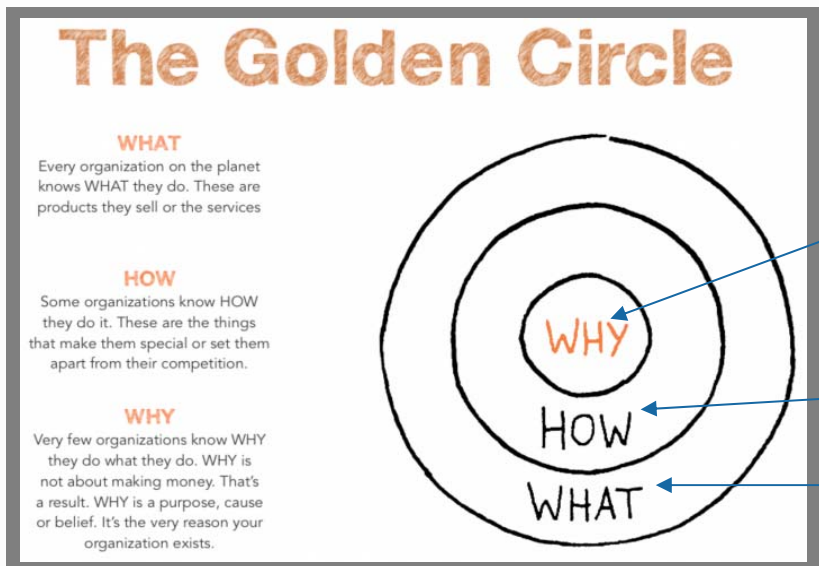 The Golden Circle
WHAT
Every organization on the planet
knows WHAT they do. These are
products they sell or the services
HOW
Some organizations know HOW
they do it. These are the things
that make them special or set them
apart from their competition.
WHY
Very few organizations know WHY
they do what they do. WHY is
not about making money. That's
a result. WHY is a purpose, cause
or belief. It's the very reason your
organization exists.
WHY
HOW
WHAT